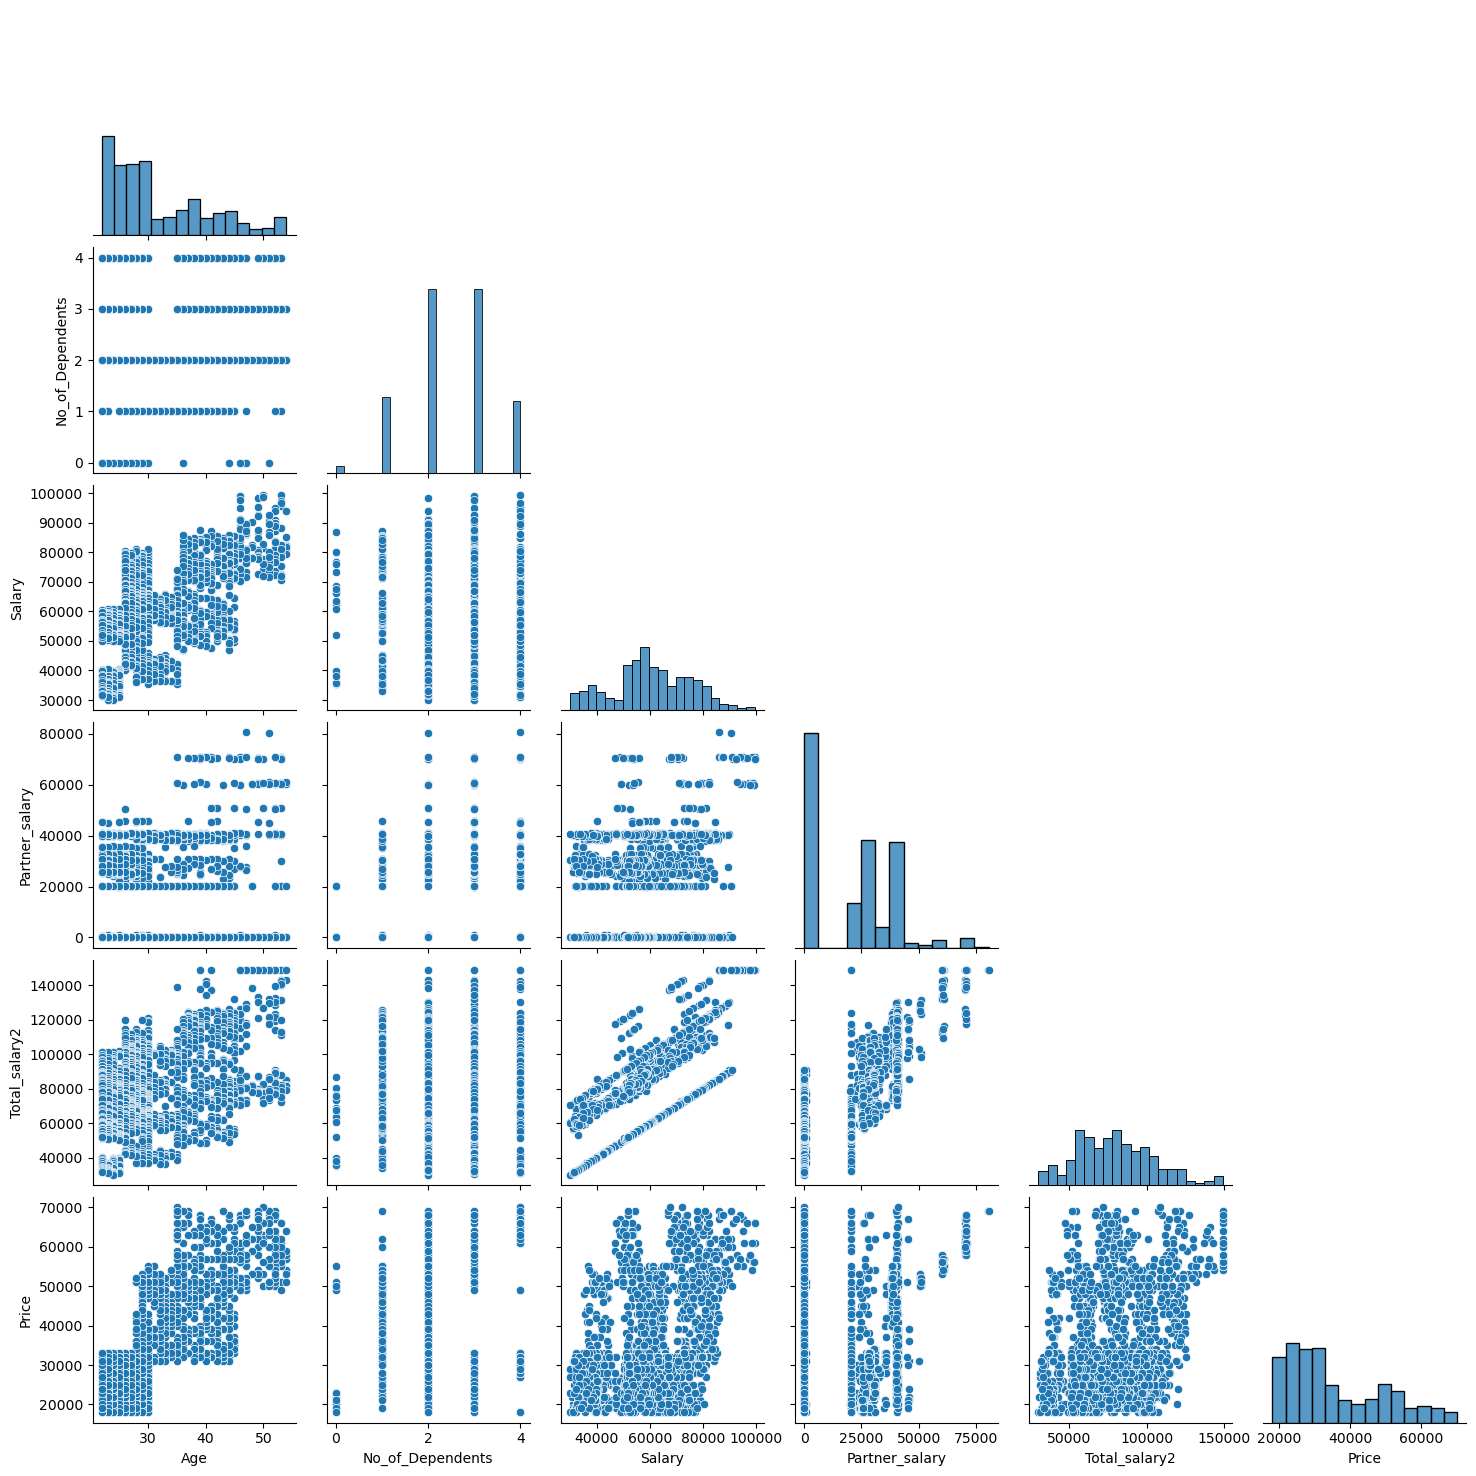 4
3
2
1
0
No_of_Dependents
100000
90000
80000
70000
60000
50000
40000
30000
Salary
80000
60000
40000
20000
0
Partner_salary
140000
120000
100000
80000
60000
40000
Total_salary2
70000
60000
50000
40000
30000
20000
Price
30 40 50
0 2 4
40000 60000 80000 100000
0 25000 50000 75000
50000 100000 150000
20000 40000 60000
Age No_of_Dependents Salary Partner_salary Total_salary2 Price